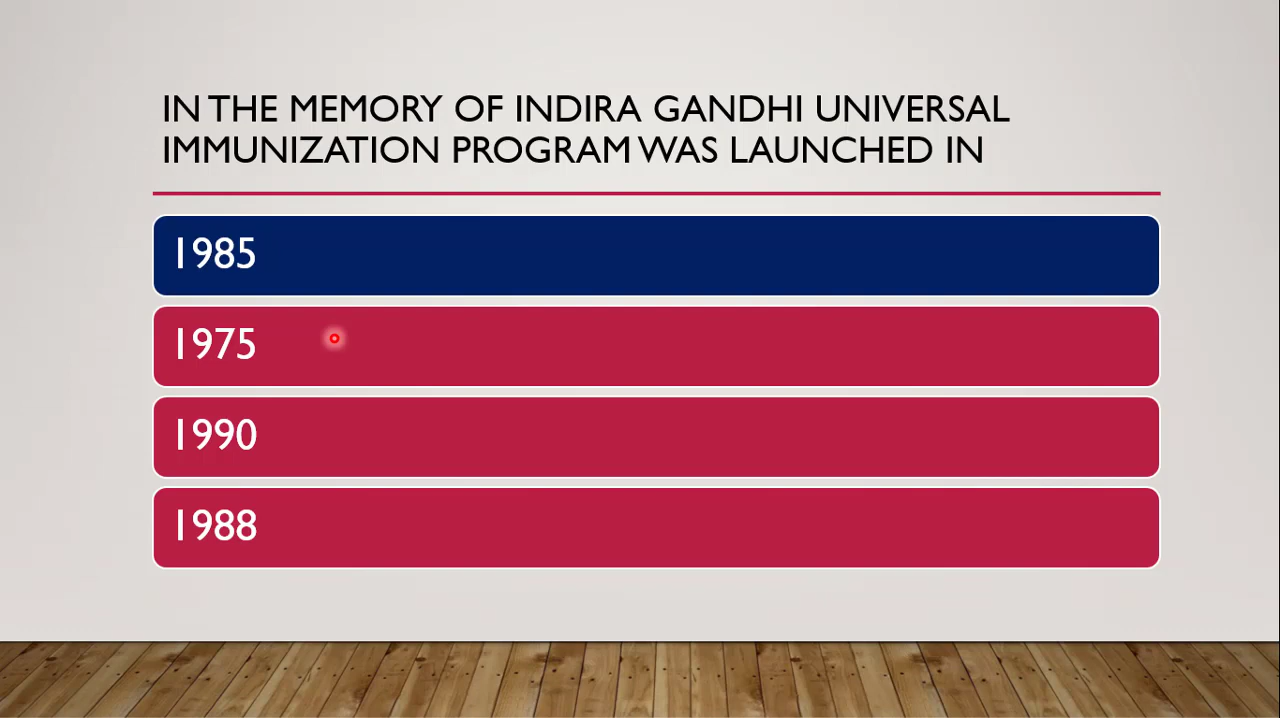 IN THE MEMORY OF INDIRA GANDHI UNIVERSAL
IMMUNIZATION PROGRAM WAS LAUNCHED IN
1985
1975
1990
1988